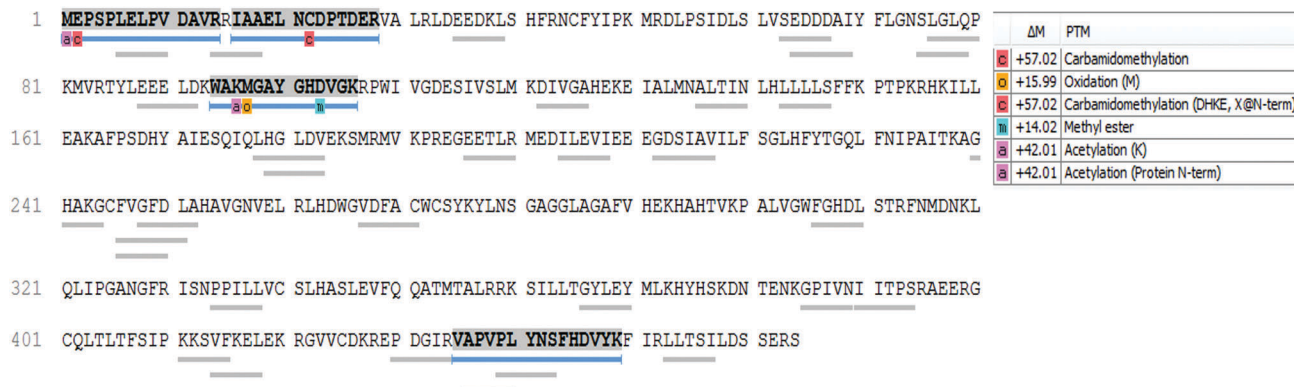 1 MEPSPLELPV DAVRRIAAEL NCDPTDERVA LRLDEEDKLS HFRNCFYIPK MRDLPSIDLS LVSEDDDAIY FLGNSLGLQP
a c c
81 KMVRTYLEEE LDKWAKMGAY GHDVGKRPWI VGDESIVSLM KDIVGAHEKE IALMNALTIN LHLLLLSFFK PTPKRHKILL
a o m
161 EAKAFPSDHY AIESQIQLHG LDVEKSMRMV KPREGEETLR MEDILEVIEE EGDSIAVILF SGLHFYTGQL FNIPAITKAG
241 HAKGCFVGFD LAHAVGNVEL RLHDWGVDFA CWCSYKYLNS GAGGLAGAFV HEKHAHTVKP ALVGWFGHDL STRFNMDNKL
321 QLIPGANGFR ISNPPILLVC SLHASLEVFQ QATMTALRRK SILLTGYLEY MLKHYHSKDN TENKGPIVNI ITPSRAEERG
401 CQLTLTFSIP KKSVFKELEK RGVVCDKREP DGIRVAPVPL YNSFHDVYKF IRLLTSILDS SERS
ΔM PTM
c +57.02 Carbamidomethylation
o +15.99 Oxidation (M)
c +57.02 Carbamidomethylation (DHKE, X@N-term)
m +14.02 Methyl ester
a +42.01 Acetylation (K)
a +42.01 Acetylation (Protein N-term)